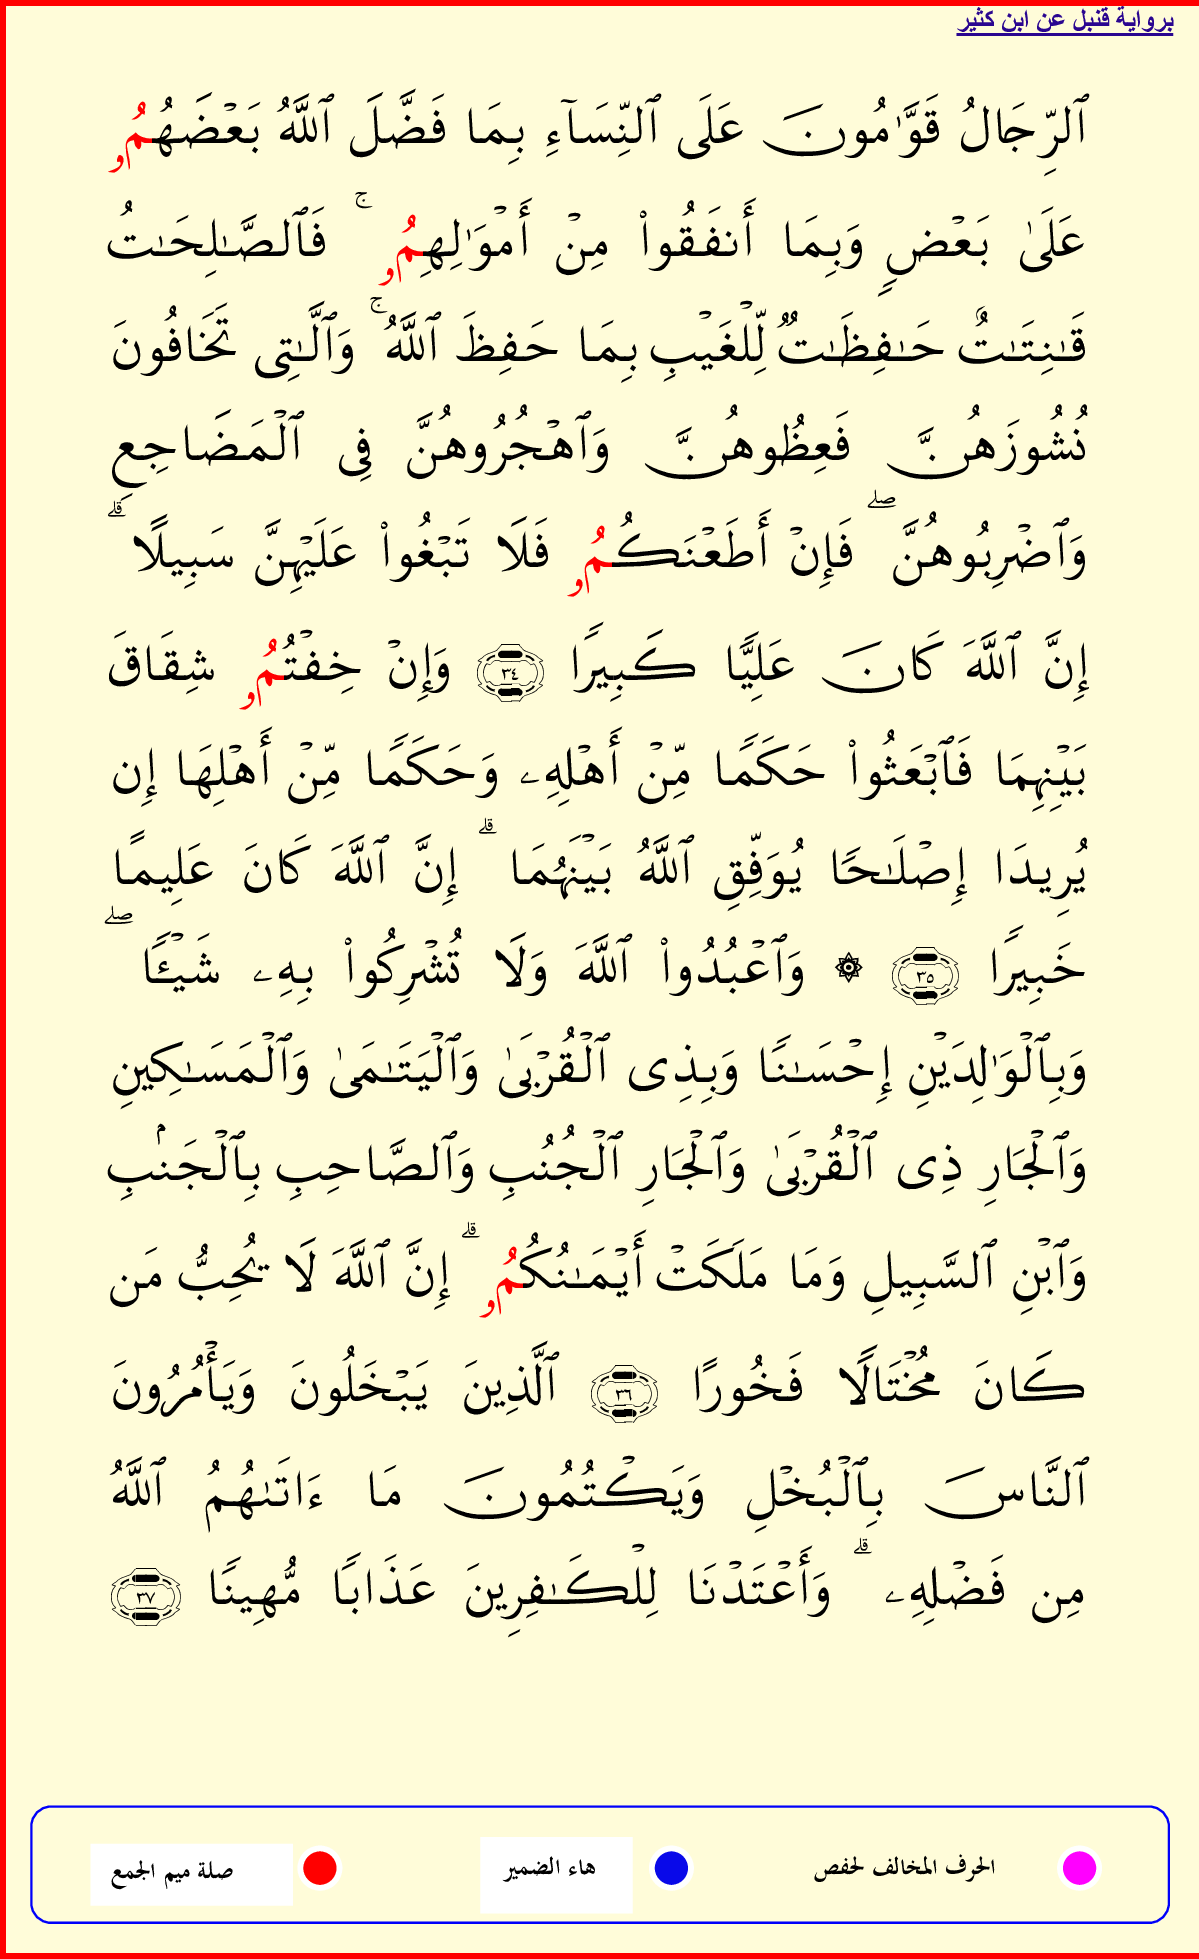 برواية قنبل عن ابن كثير
ٱلرِّجَالُ قَوَّٰمُونَ عَلَى ٱلنِّسَآءِ بِمَا فَضَّلَ ٱللَّهُ بَعْضَهُمُۥ
عَلَىٰ بَعْضٍ وَبِمَا أَنفَقُوا۟ مِنْ أَمْوَٰلِهِمُۥ ۚ فَٱلصَّـٰلِحَـٰتُ
قَـٰنِتَـٰتٌ حَـٰفِظَـٰتٌ لِّلْغَيْبِ بِمَا حَفِظَ ٱللَّهُ ۚ وَٱلَّـٰتِى تَخَافُونَ
نُشُوزَهُنَّ فَعِظُوهُنَّ وَٱهْجُرُوهُنَّ فِى ٱلْمَضَاجِعِ
وَٱضْرِبُوهُنَّ ۖ فَإِنْ أَطَعْنَكُمُۥ فَلَا تَبْغُوا۟ عَلَيْهِنَّ سَبِيلًا ۗ
إِنَّ ٱللَّهَ كَانَ عَلِيًّا كَبِيرًا ٣٤ وَإِنْ خِفْتُمُۥ شِقَاقَ
بَيْنِهِمَا فَٱبْعَثُوا۟ حَكَمًا مِّنْ أَهْلِهِۦ وَحَكَمًا مِّنْ أَهْلِهَا إِن
يُرِيدَا إِصْلَـٰحًا يُوَفِّقِ ٱللَّهُ بَيْنَهُمَا ۗ إِنَّ ٱللَّهَ كَانَ عَلِيمًا
خَبِيرًا ٣٥ ۞ وَٱعْبُدُوا۟ ٱللَّهَ وَلَا تُشْرِكُوا۟ بِهِۦ شَيْـًٔا ۖ
وَبِٱلْوَٰلِدَيْنِ إِحْسَـٰنًا وَبِذِى ٱلْقُرْبَىٰ وَٱلْيَتَـٰمَىٰ وَٱلْمَسَـٰكِينِ
وَٱلْجَارِ ذِى ٱلْقُرْبَىٰ وَٱلْجَارِ ٱلْجُنُبِ وَٱلصَّاحِبِ بِٱلْجَنۢبِ
وَٱبْنِ ٱلسَّبِيلِ وَمَا مَلَكَتْ أَيْمَـٰنُكُمُۥ ۗ إِنَّ ٱللَّهَ لَا يُحِبُّ مَن
كَانَ مُخْتَالًا فَخُورًا ٣٦ ٱلَّذِينَ يَبْخَلُونَ وَيَأْمُرُونَ
ٱلنَّاسَ بِٱلْبُخْلِ وَيَكْتُمُونَ مَا ءَاتَىٰهُمُ ٱللَّهُ
مِن فَضْلِهِۦ ۗ وَأَعْتَدْنَا لِلْكَـٰفِرِينَ عَذَابًا مُّهِينًا ٣٧
الحرف المخالف لحفص هاء الضمير صلة ميم الجمع